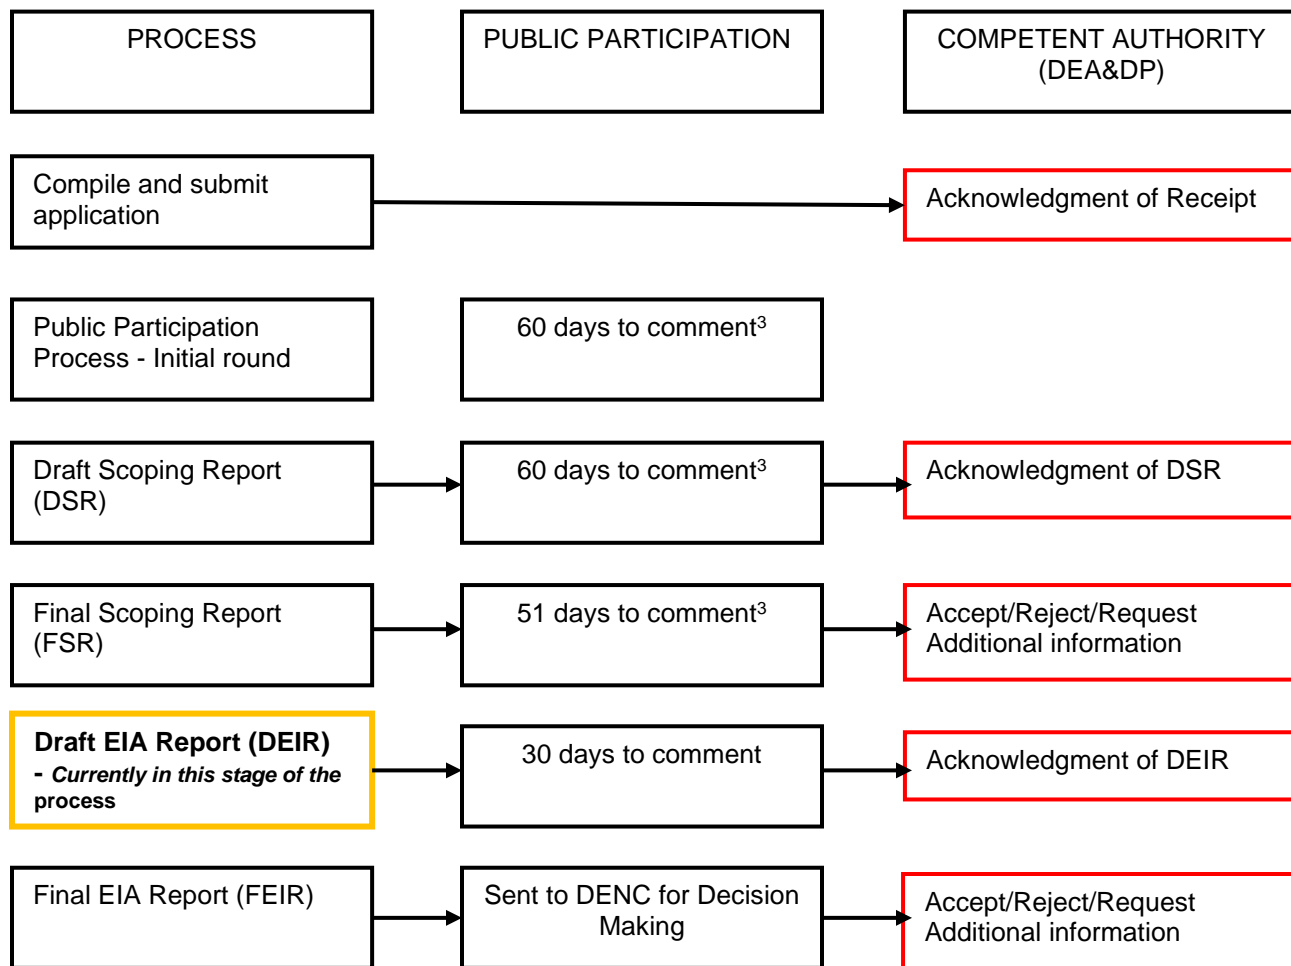 PROCESS
PUBLIC PARTICIPATION
COMPETENT AUTHORITY
(DEA&DP)
Compile and submit
application
Acknowledgment of Receipt
Public Participation
Process - Initial round
60 days to comment³
Draft Scoping Report
(DSR)
60 days to comment³
Acknowledgment of DSR
Final Scoping Report
(FSR)
51 days to comment³
Accept/Reject/Request
Additional information
Draft EIA Report (DEIR)
- Currently in this stage of the
process
30 days to comment
Acknowledgment of DEIR
Final EIA Report (FEIR)
Sent to DENC for Decision
Making
Accept/Reject/Request
Additional information